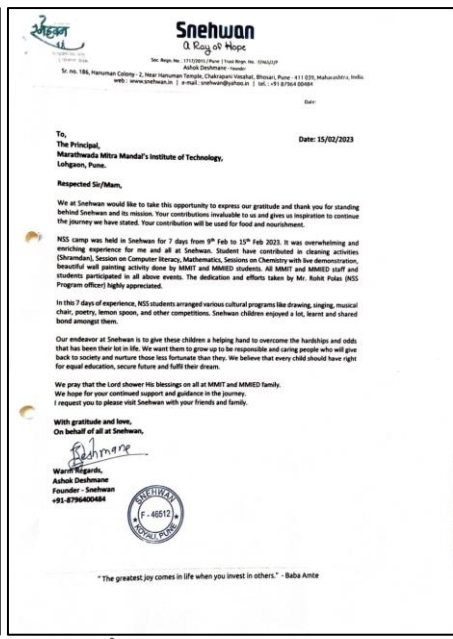 स्नेहवन
Snehwan
a Ray of Hope
Ashok Deshmane - Founder
Sr. no. 186, Hanuman Colony - 2, Near Hanuman Temple, Chakrapani Vasahat, Bhosari, Pune - 411 039, Maharashtra, India.
web : www.snehwan.in | e-mail : snehwan@yahoo.in | tel. : +91 87964 00484
Date:
To,
Date: 15/02/2023
The Principal,
Marathwada Mitra Mandal's Institute of Technology,
Lohgaon, Pune.
Respected Sir/Mam,
We at Snehwan would like to take this opportunity to express our gratitude and thank you for standing
behind Snehwan and its mission. Your contributions invaluable to us and gives us inspiration to continue
the journey we have stated. Your contribution will be used for food and nourishment.
NSS camp was held in Snehwan for 7 days from 9th Feb to 15th Feb 2023. It was overwhelming and
enriching experience for me and all at Snehwan. Student have contributed in cleaning activities
(Shramdan), Session on Computer literacy, Mathematics, Sessions on Chemistry with live demonstration,
beautiful wall painting activity done by MMIT and MMIED students. All MMIT and MMIED staff and
students participated in all above events. The dedication and efforts taken by Mr. Rohit Polas (NSS
Program officer) highly appreciated.
In this 7 days of experience, NSS students arranged various cultural programs like drawing, singing, musical
chair, poetry, lemon spoon, and other competitions. Snehwan children enjoyed a lot, learnt and shared
bond amongst them.
Our endeavor at Snehwan is to give these children a helping hand to overcome the hardships and odds
that has been their lot in life. We want them to grow up to be responsible and caring people who will give
back to society and nurture those less fortunate than they. We believe that every child should have right
for equal education, secure future and fulfil their dream.
We pray that the Lord shower His blessings on all at MMIT and MMIED family.
We hope for your continued support and guidance in the journey.
I request you to please visit Snehwan with your friends and family.
With gratitude and love,
On behalf of all at Snehwan,
Deshmane
Warm Regards,
Ashok Deshmane
Founder - Snehwan
+91-8796400484
SNEHWAN
F - 46512
KOYALI, PUNE
"The greatest joy comes in life when you invest in others." - Baba Amte